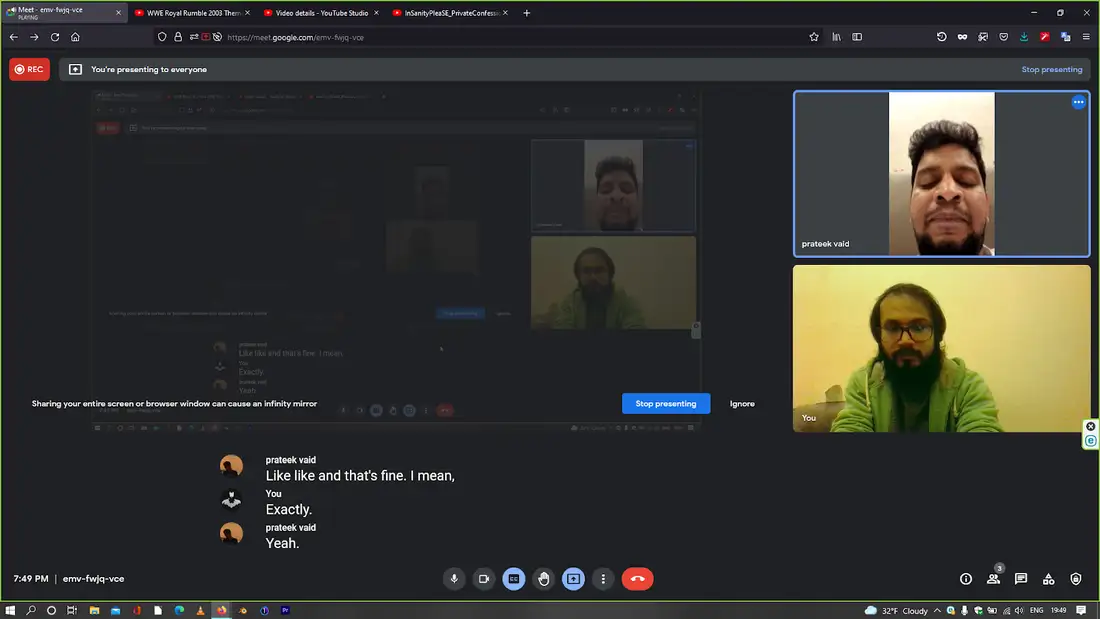 Meet - emv-fwjq-vce
PLAYING
WWE Royal Rumble 2003 Them
Video details - YouTube Studio
InSanityPleaSE_PrivateConfessio
https://meet.google.com/emv-fwjq-vce
REC
You're presenting to everyone
Stop presenting
prateek vaid
You
Sharing your entire screen or browser window can cause an infinity mirror
Stop presenting
Ignore
prateek vaid
Like like and that's fine. I mean,
You
Exactly.
prateek vaid
Yeah.
7:49 PM | emv-fwjq-vce
3
32°F Cloudy
ENG
19:49